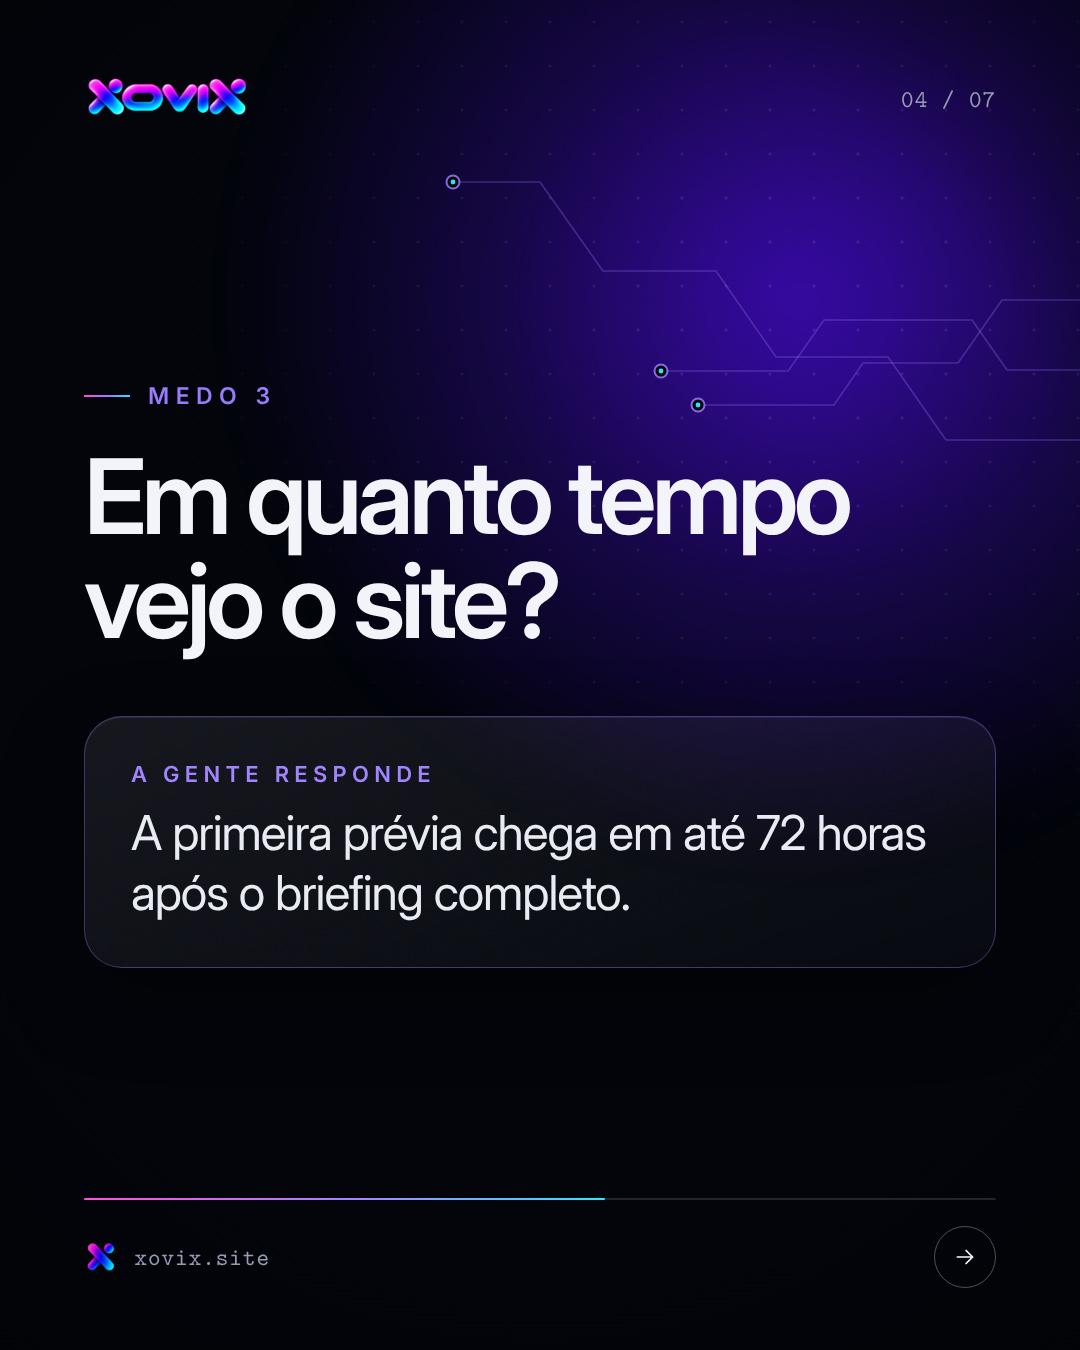 XOVIX
04 / 07
MEDO 3
Em quanto tempo
vejo o site?
A GENTE RESPONDE
A primeira prévia chega em até 72 horas
após o briefing completo.
xovix.site